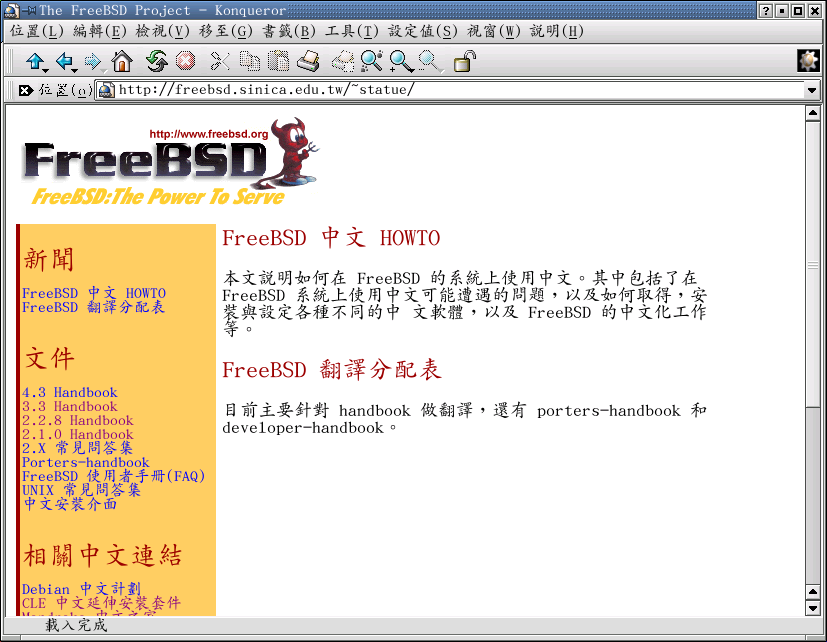 The FreeBSD Project - Konqueror
位置(L) 編輯(E) 檢視(V) 移至(G) 書籤(B) 工具(T) 設定值(S) 視窗(W) 說明(H)
位置(o) http://freebsd.sinica.edu.tw/~statue/
http://www.freebsd.org
FreeBSD
FreeBSD:The Power To Serve
新聞
FreeBSD 中文 HOWTO
FreeBSD 翻譯分配表
文件
4.3 Handbook
3.3 Handbook
2.2.8 Handbook
2.1.0 Handbook
2.X 常見問答集
Porters-handbook
FreeBSD 使用者手冊(FAQ)
UNIX 常見問答集
中文安裝介面
相關中文連結
Debian 中文計劃
CLE 中文延伸安裝套件
FreeBSD 中文 HOWTO
本文說明如何在 FreeBSD 的系統上使用中文。其中包括了在
FreeBSD 系統上使用中文可能遭遇的問題，以及如何取得，安
裝與設定各種不同的中 文軟體，以及 FreeBSD 的中文化工作
等。
FreeBSD 翻譯分配表
目前主要針對 handbook 做翻譯，還有 porters-handbook 和
developer-handbook。
載入完成